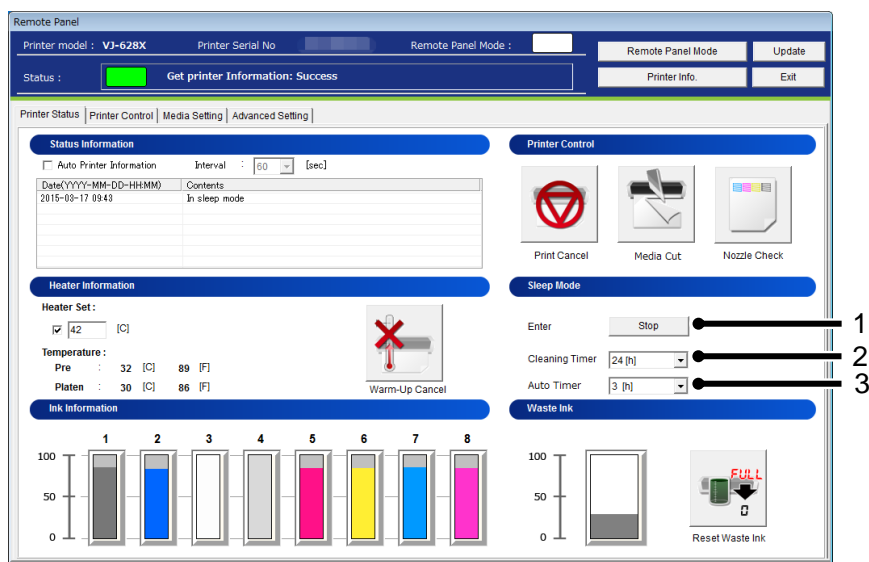 Remote Panel
Printer model : VJ-628X Printer Serial No Remote Panel Mode :
Remote Panel Mode Update
Status : Get printer Information: Success
Printer Info. Exit
Printer Status Printer Control Media Setting Advanced Setting
Status Information
Auto Printer Information Interval : 60 [sec]
Date(YYYY-MM-DD-HH:MM) Contents
2015-03-17 09:43 In sleep mode
Printer Control
Print Cancel Media Cut Nozzle Check
Heater Information
Heater Set :
42 [C]
Temperature :
Pre : 32 [C] 89 [F]
Platen : 30 [C] 86 [F]
Warm-Up Cancel
Sleep Mode
Enter Stop 1
Cleaning Timer 24 [h] 2
Auto Timer 3 [h] 3
Ink Information
1 2 3 4 5 6 7 8
100
50
0
Waste Ink
100
50
0
FULL
0
Reset Waste Ink